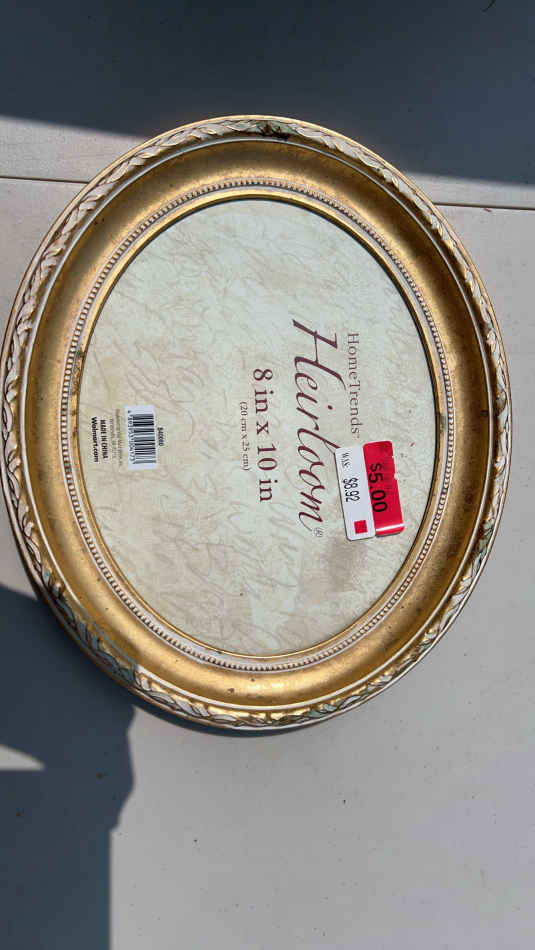 HomeTrends™
Heirloom®
8 in x 10 in
(20 cm x 25 cm)
$5.00
WAS $8.92
MADE IN CHINA
Walmart.com